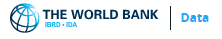 THE WORLD BANK
IBRD • IDA
Data